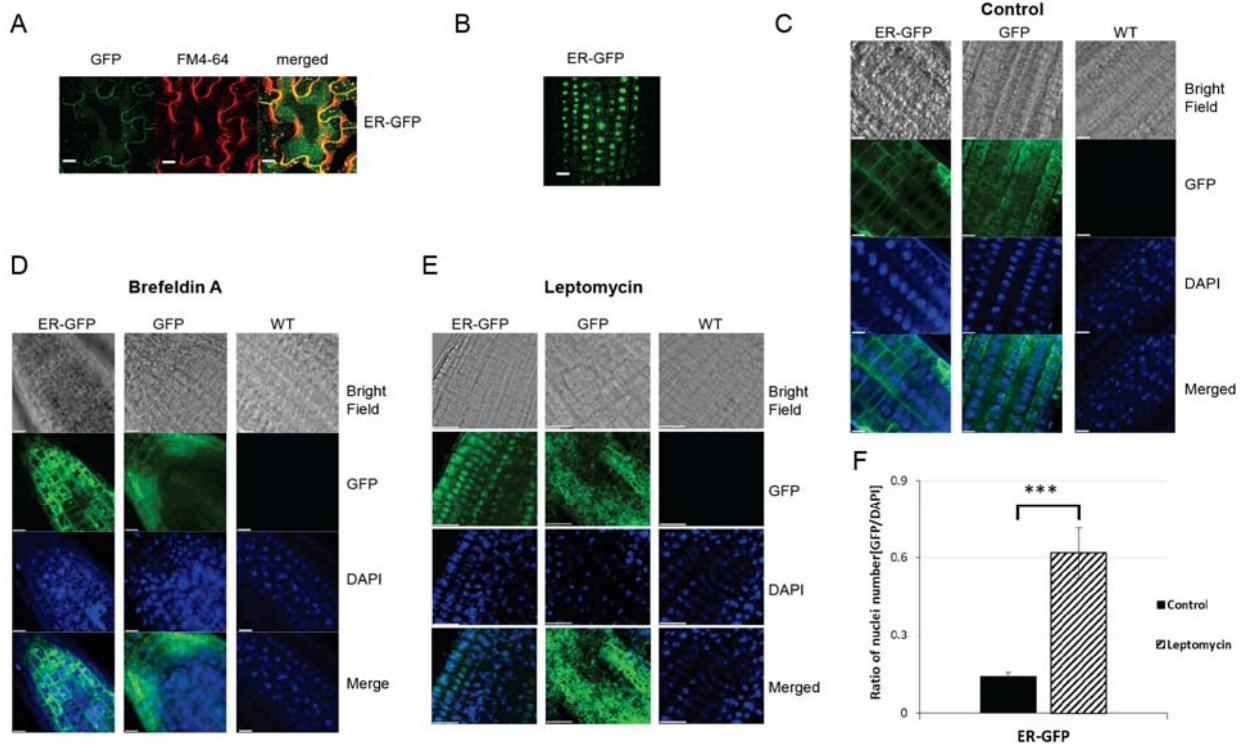 A
GFP FM4-64 merged
ER-GFP
B
ER-GFP
C
Control
ER-GFP GFP WT
Bright
Field
GFP
DAPI
Merged
D
Brefeldin A
ER-GFP GFP WT
Bright
Field
GFP
DAPI
Merge
E
Leptomycin
ER-GFP GFP WT
Bright
Field
GFP
DAPI
Merged
F
Ratio of nuclei number[GFP/DAPI]
0.9
0.6
0.3
0
***
Control
Leptomycin
ER-GFP